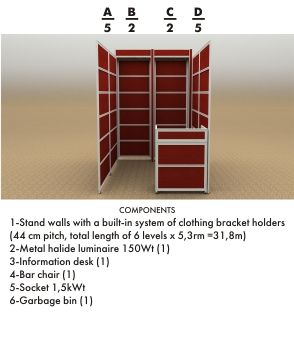 A B C D
5 2 2 5
COMPONENTS
1-Stand walls with a built-in system of clothing bracket holders
(44 cm pitch, total length of 6 levels x 5,3rm =31,8m)
2-Metal halide luminaire 150Wt (1)
3-Information desk (1)
4-Bar chair (1)
5-Socket 1,5kWt
6-Garbage bin (1)